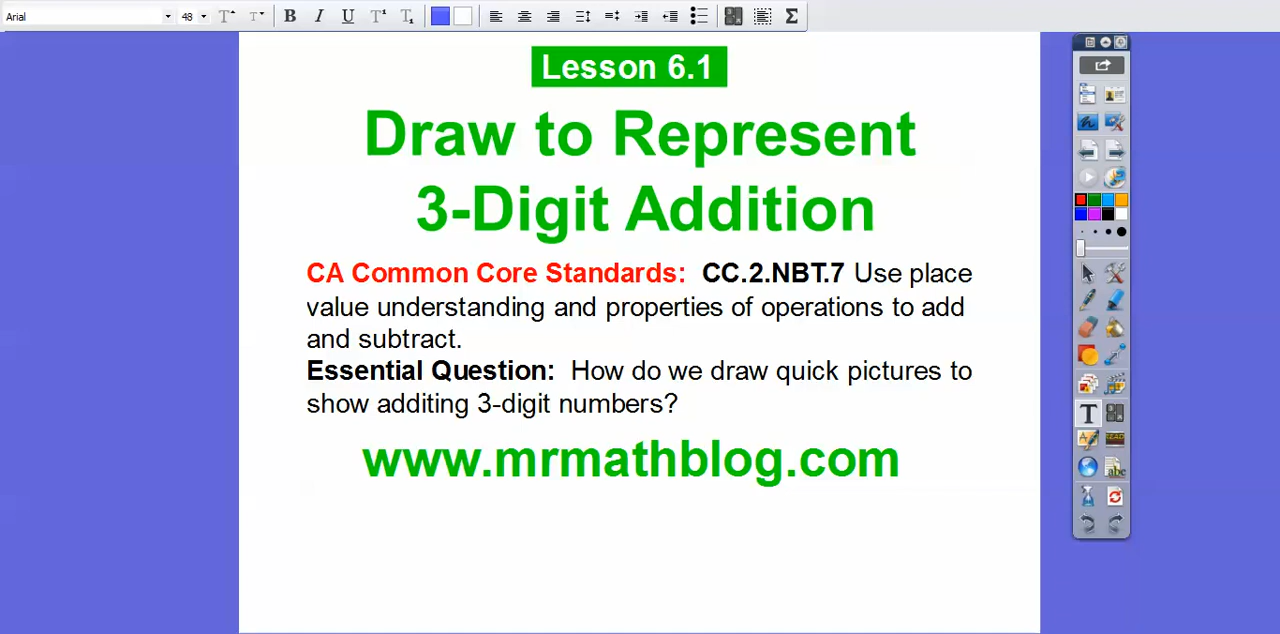 Arial 48 B I U T T Σ
Lesson 6.1
Draw to Represent
3-Digit Addition
CA Common Core Standards: CC.2.NBT.7 Use place
value understanding and properties of operations to add
and subtract.
Essential Question: How do we draw quick pictures to
show additing 3-digit numbers?
www.mrmathblog.com
T